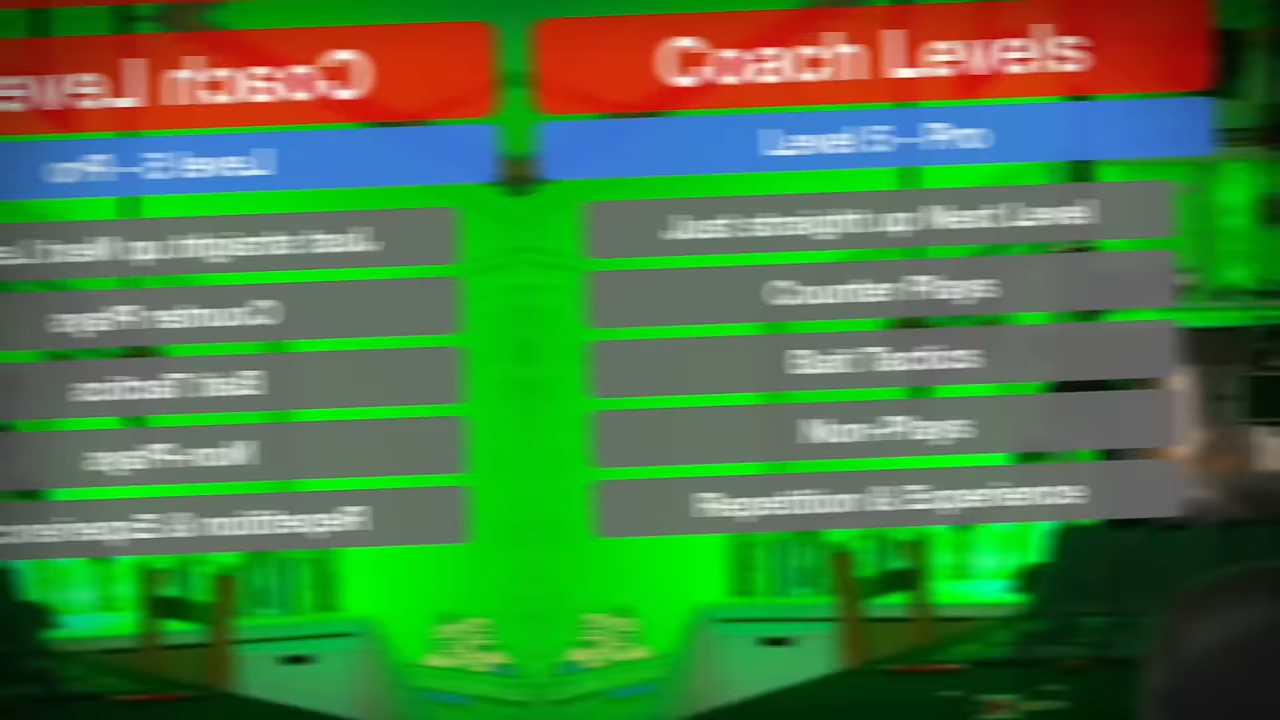 Coach Levels
Level 5 – Pro
Just straight up Next Level
Counter Plays
Bait Tactics
Non-Plays
Repetition & Experience